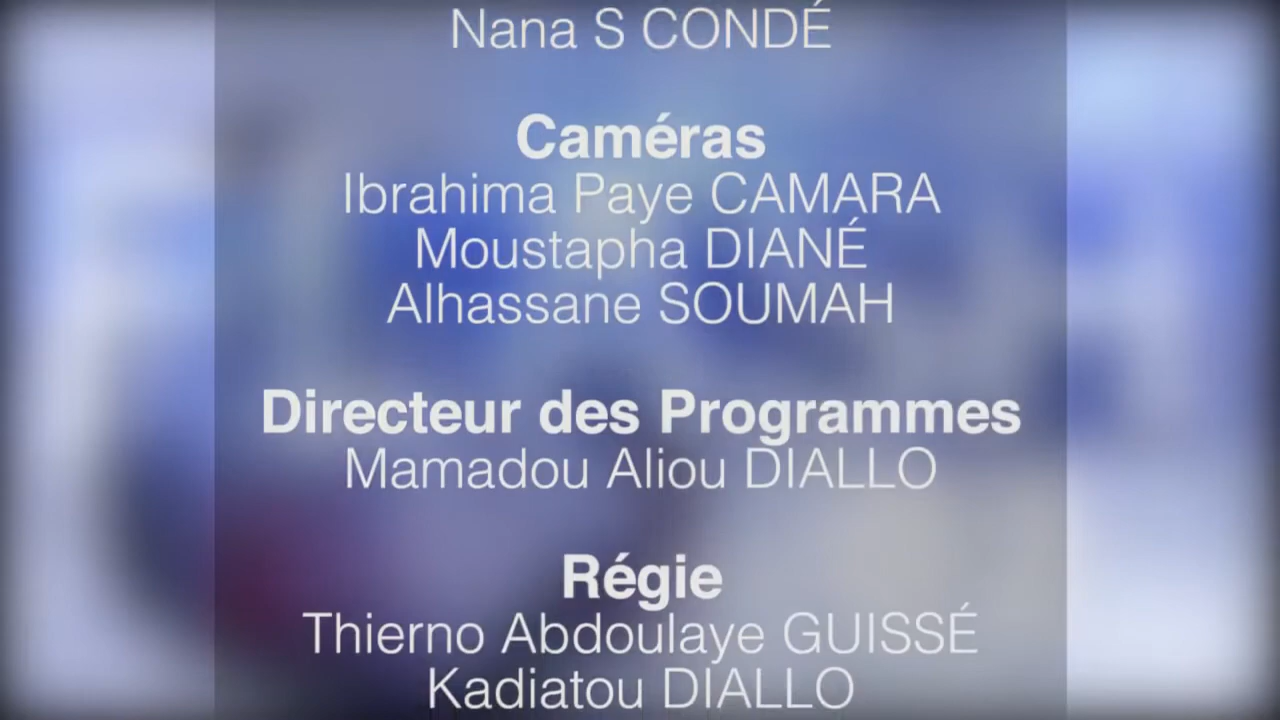 Nana S CONDÉ
Caméras
Ibrahima Paye CAMARA
Moustapha DIANÉ
Alhassane SOUMAH
Directeur des Programmes
Mamadou Aliou DIALLO
Régie
Thierno Abdoulaye GUISSÉ
Kadiatou DIALLO